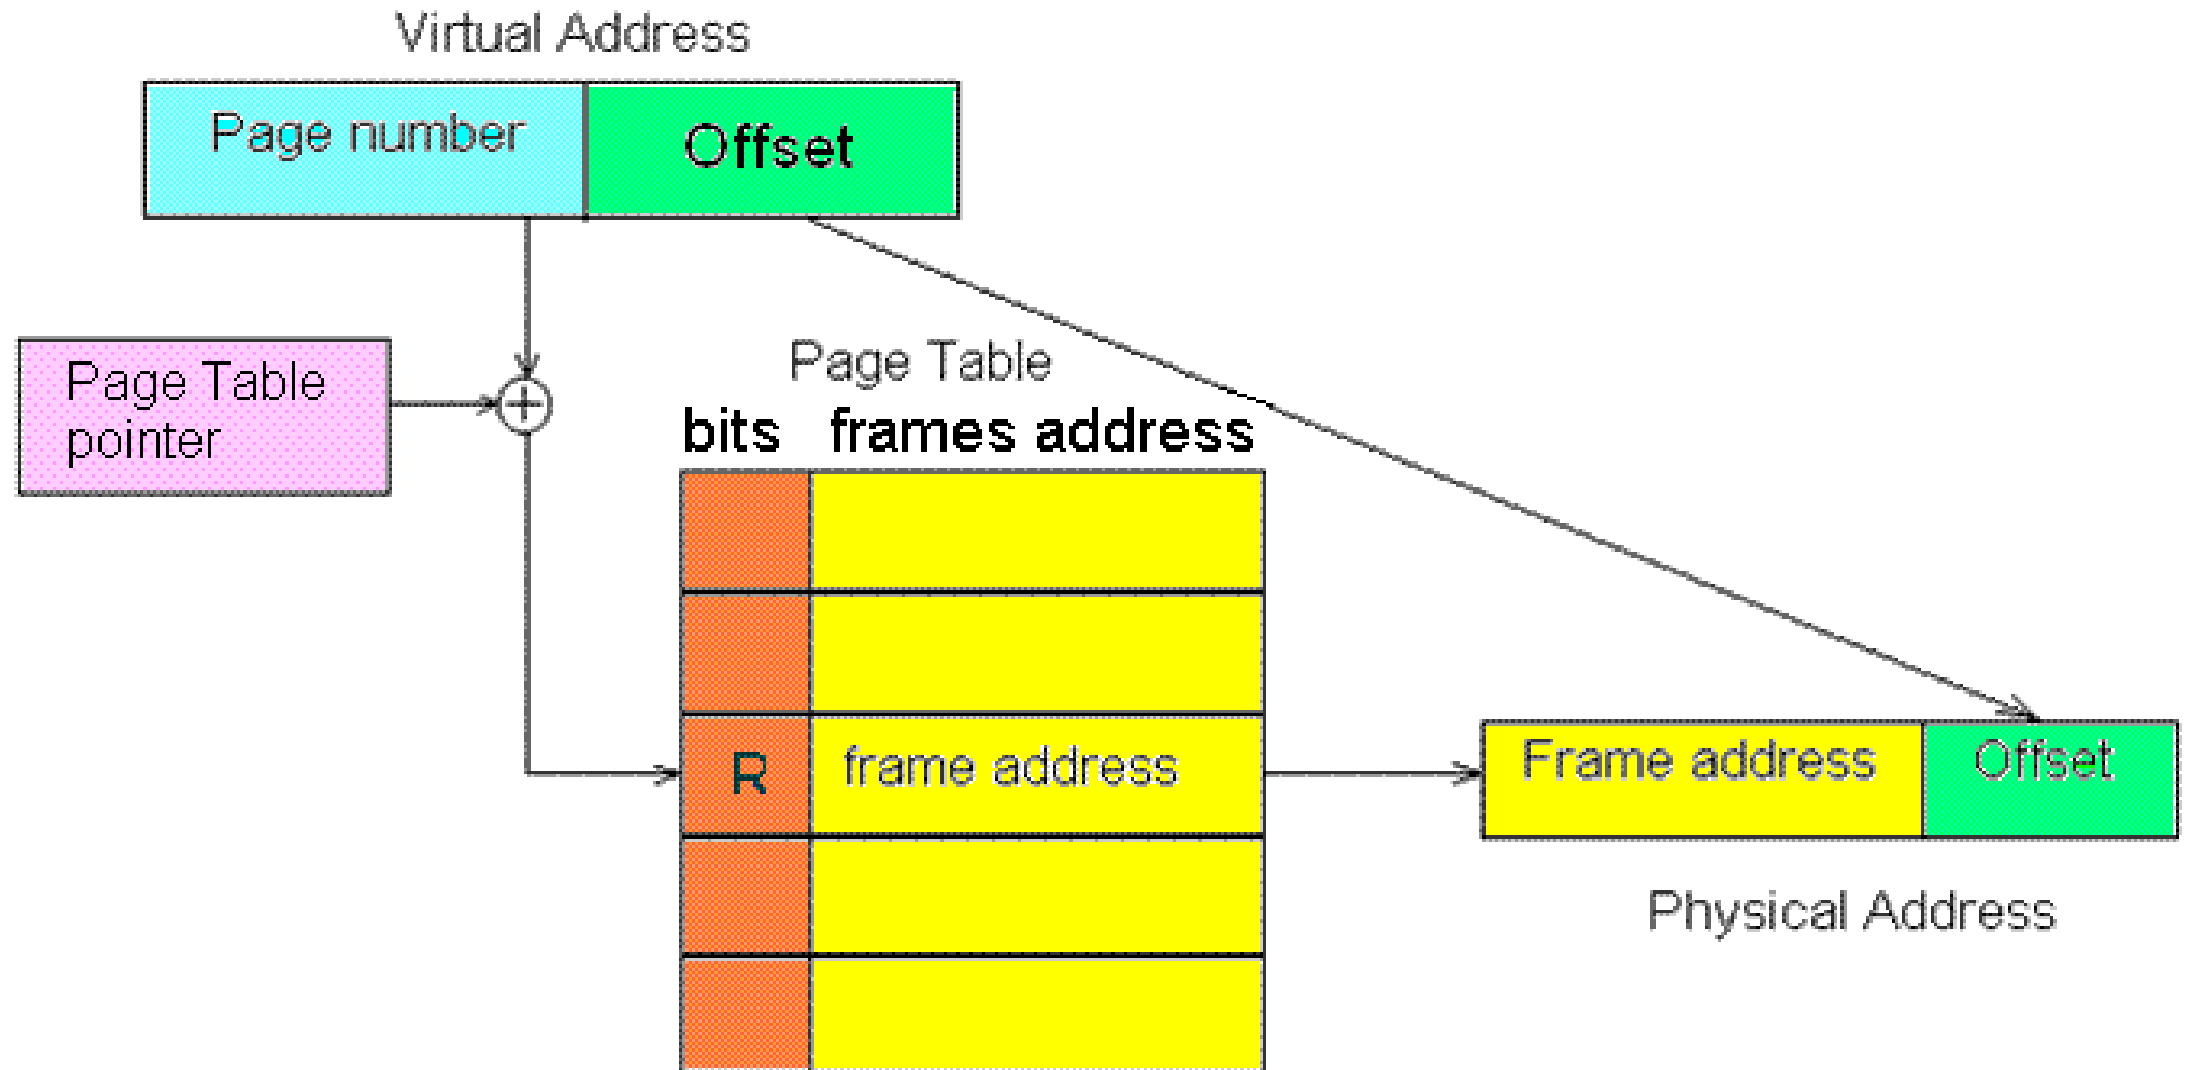 Virtual Address
Page number
Offset
Page Table
pointer
Page Table
bits
frames address
R
frame address
Frame address
Offset
Physical Address